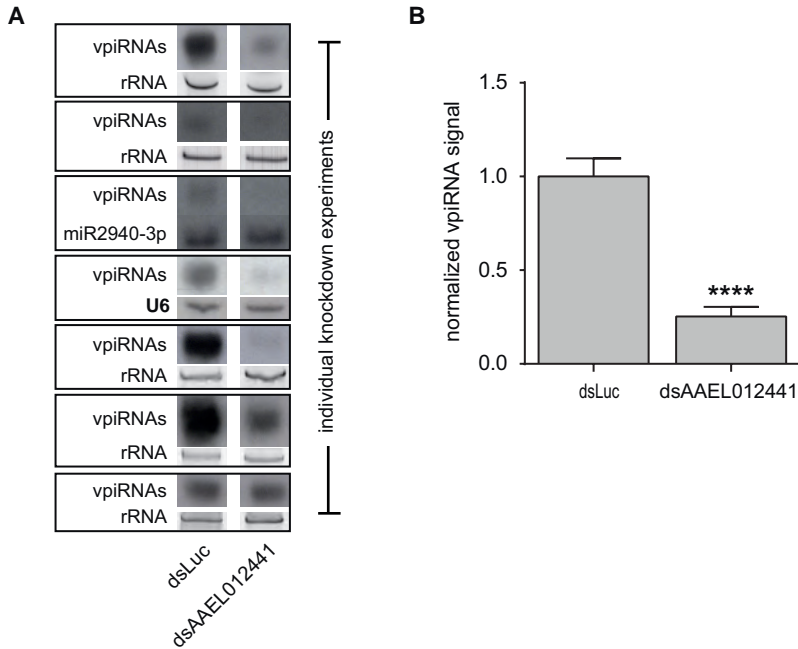 A
vpiRNAs
rRNA
vpiRNAs
rRNA
vpiRNAs
miR2940-3p
vpiRNAs
U6
vpiRNAs
rRNA
vpiRNAs
rRNA
vpiRNAs
rRNA
dsLuc
dsAAEL012441
individual knockdown experiments
B
normalized vpiRNA signal
1.5
1.0
0.5
0.0
****
dsLuc
dsAAEL012441